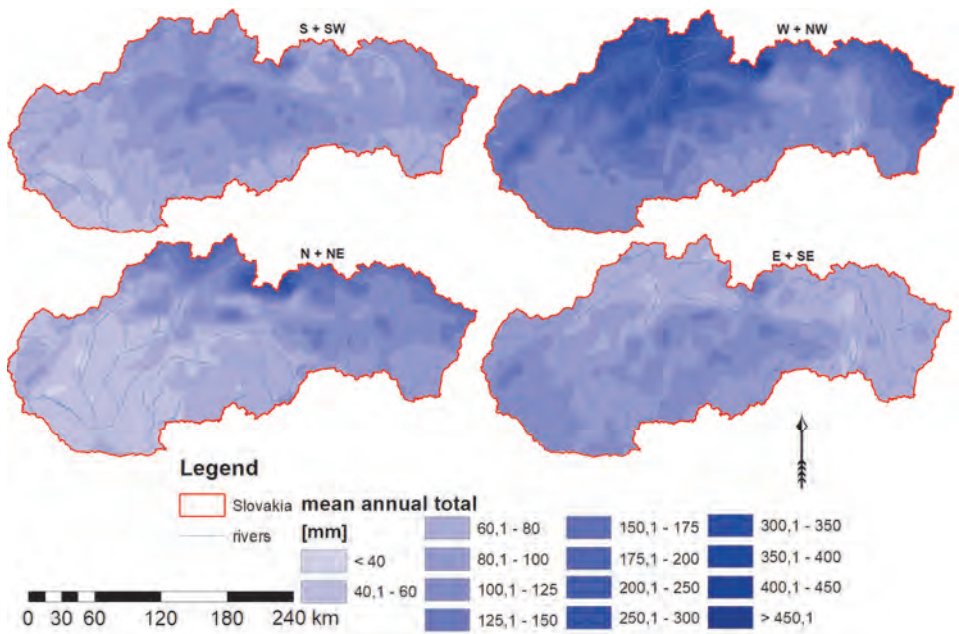 S + SW
W + NW
N + NE
E + SE
Legend
Slovakia
rivers
mean annual total
[mm]
< 40
40,1 - 60
60,1 - 80
80,1 - 100
100,1 - 125
125,1 - 150
150,1 - 175
175,1 - 200
200,1 - 250
250,1 - 300
300,1 - 350
350,1 - 400
400,1 - 450
> 450,1
0 30 60 120 180 240 km